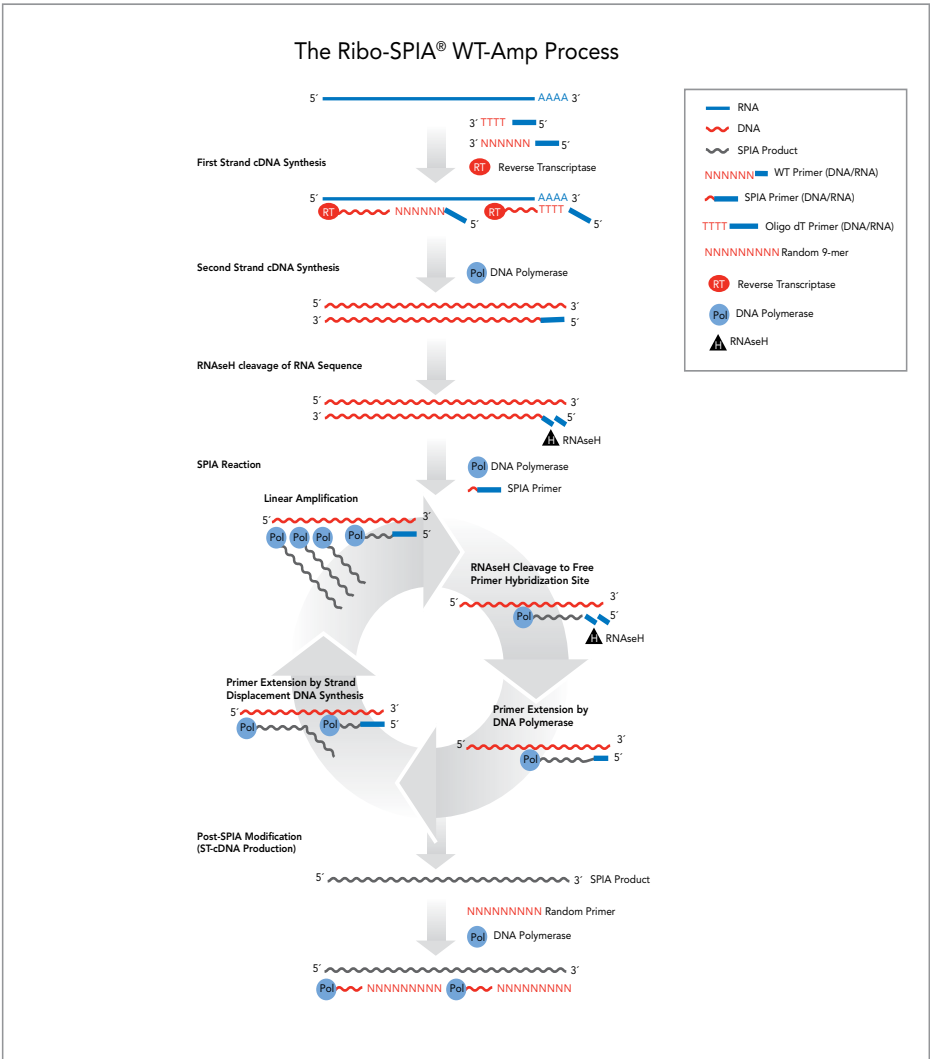 The Ribo-SPIA® WT-Amp Process
5´ AAAA 3´
3´ TTTT 5´
3´ NNNNNN 5´
First Strand cDNA Synthesis
RT Reverse Transcriptase
5´ AAAA 3´
RT NNNNNN 5´ RT TTTT 5´
Second Strand cDNA Synthesis
Pol DNA Polymerase
5´ 3´
3´ 5´
RNAseH cleavage of RNA Sequence
5´ 3´
3´ 5´
H RNAseH
SPIA Reaction
Pol DNA Polymerase
SPIA Primer
Linear Amplification
5´ 3´
Pol Pol Pol Pol 5´
RNAseH Cleavage to Free
Primer Hybridization Site
5´ 3´
Pol 5´
H RNAseH
Primer Extension by
DNA Polymerase
5´ 3´
Pol 5´
Primer Extension by Strand
Displacement DNA Synthesis
5´ 3´
Pol Pol 5´
Post-SPIA Modification
(ST-cDNA Production)
5´ 3´ SPIA Product
NNNNNNNNN Random Primer
Pol DNA Polymerase
5´ 3´
Pol NNNNNNNNN Pol NNNNNNNNN
RNA
DNA
SPIA Product
NNNNNN WT Primer (DNA/RNA)
SPIA Primer (DNA/RNA)
TTTT Oligo dT Primer (DNA/RNA)
NNNNNNNNN Random 9-mer
RT Reverse Transcriptase
Pol DNA Polymerase
H RNAseH